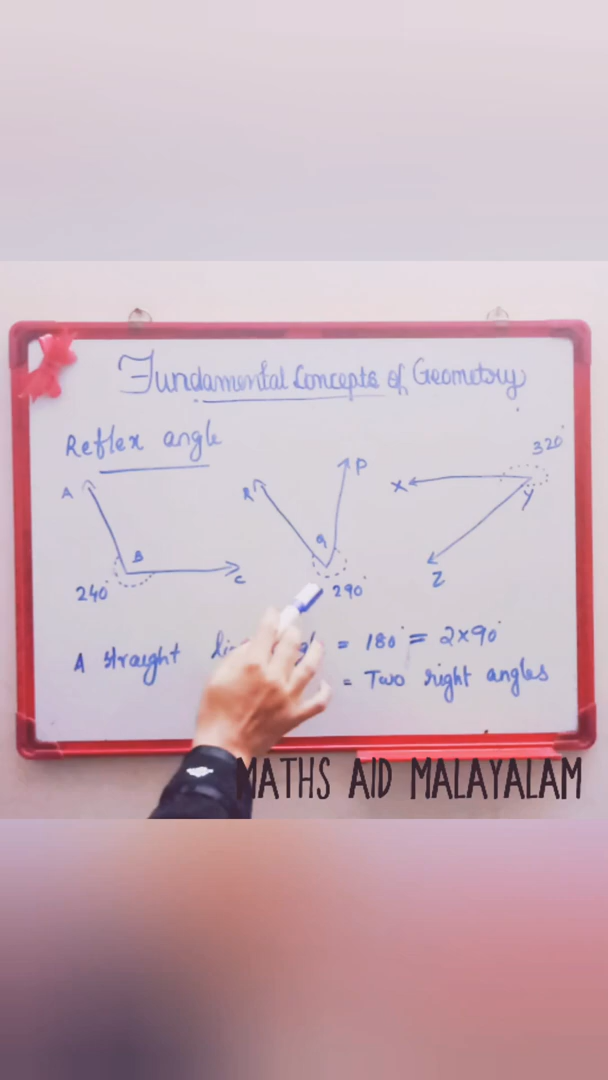 Fundamental Concepts of Geometry
Reflex angle
A
B
C
240°
R
P
q
290°
X
Y
Z
320°
A straight = 180° = 2×90°
= Two right angles
MATHS AID MALAYALAM